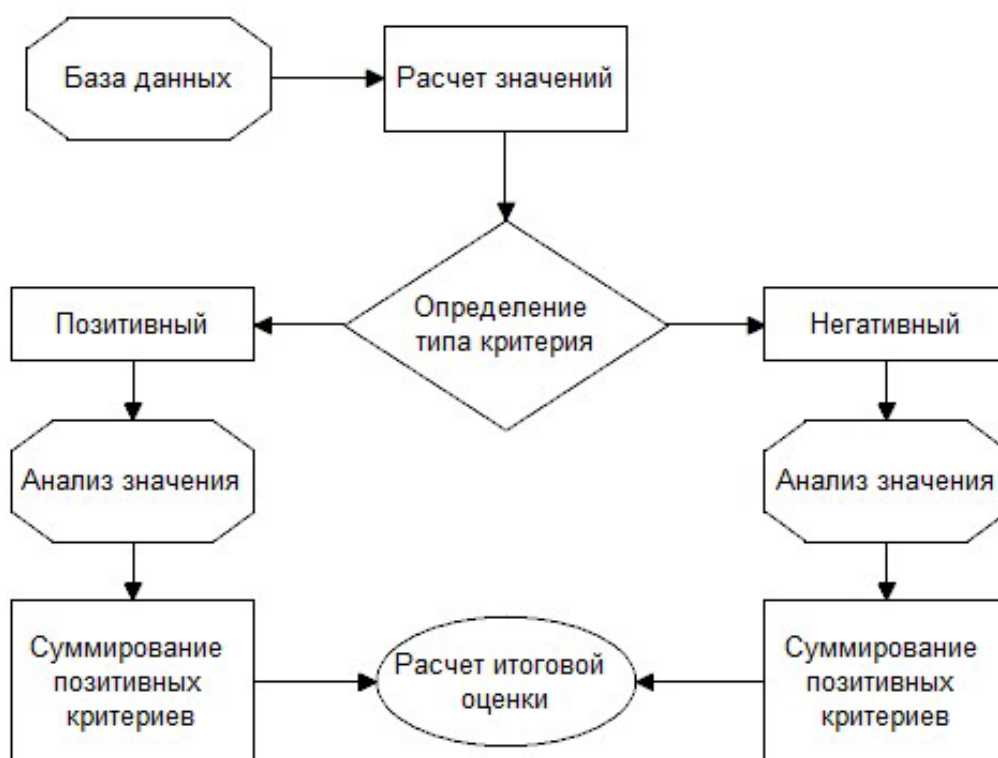 База данных
Расчет значений
Определение
типа критерия
Позитивный
Негативный
Анализ значения
Анализ значения
Суммирование
позитивных
критериев
Расчет итоговой
оценки
Суммирование
позитивных
критериев